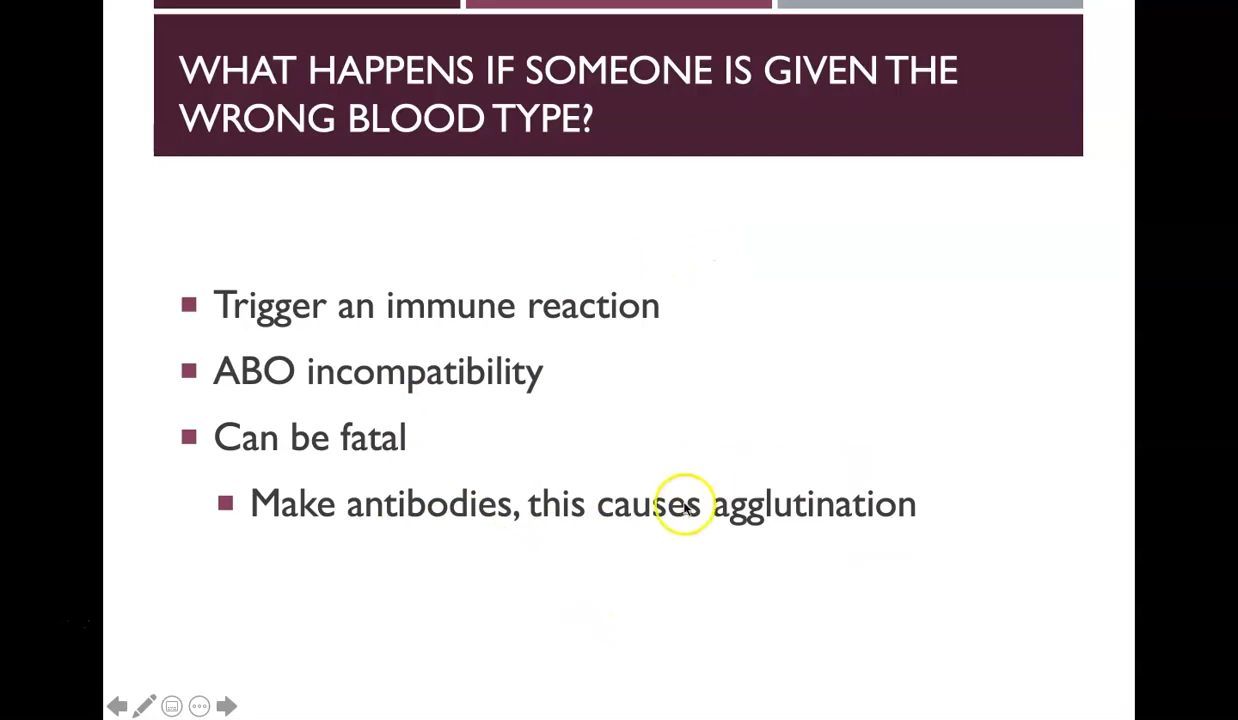 WHAT HAPPENS IF SOMEONE IS GIVEN THE
WRONG BLOOD TYPE?
Trigger an immune reaction
ABO incompatibility
Can be fatal
Make antibodies, this causes agglutination